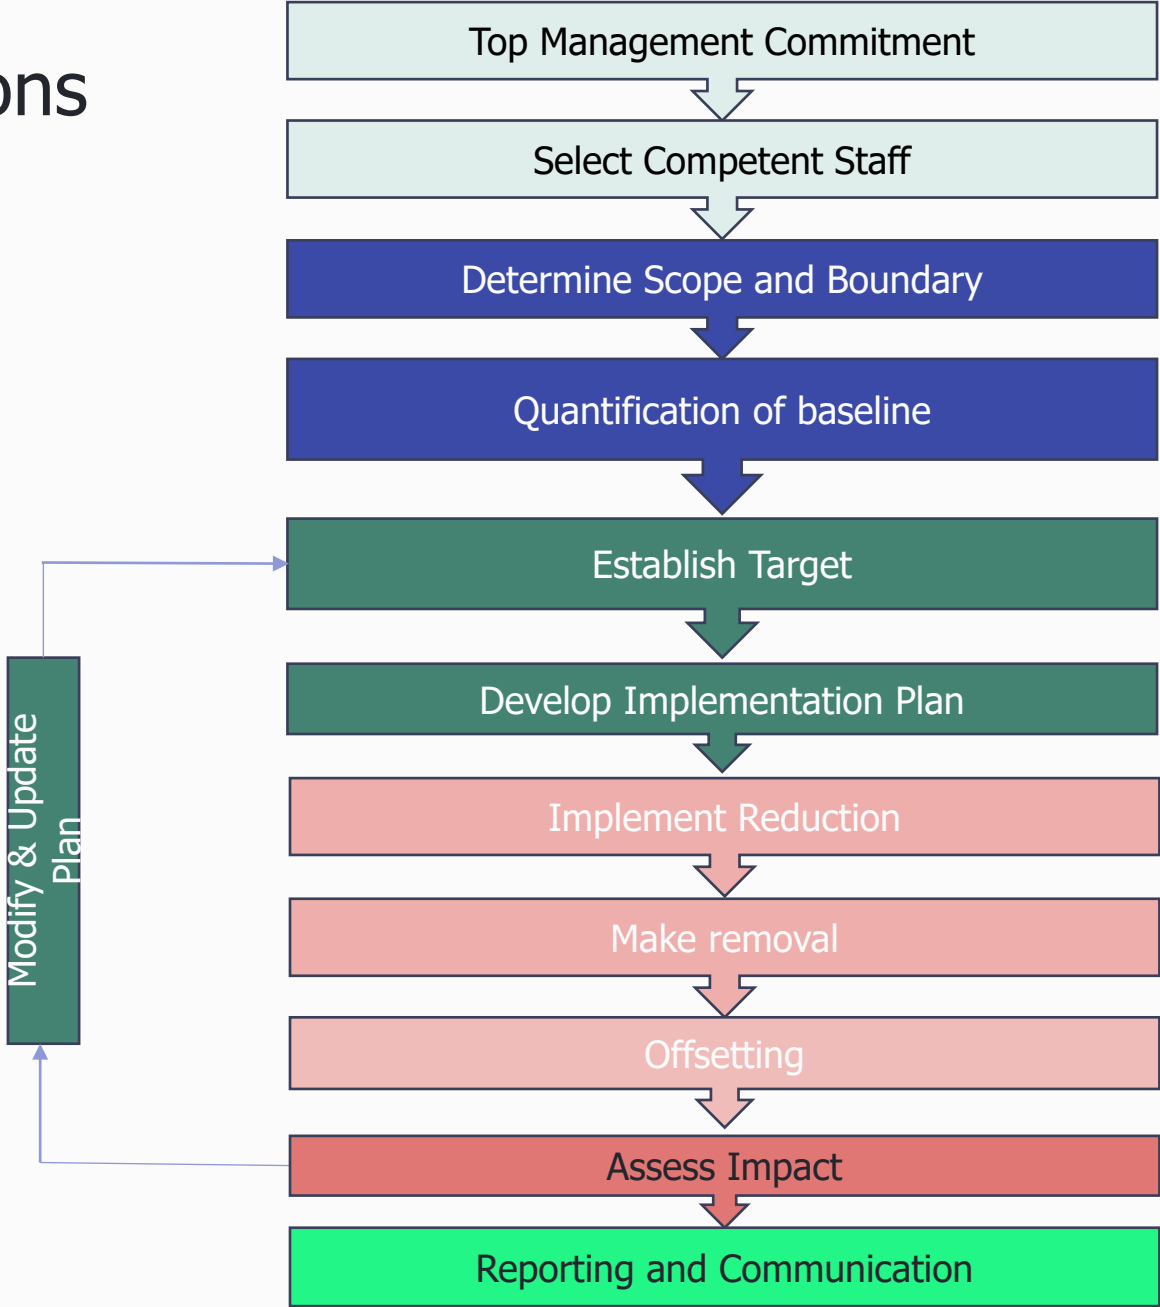 ons
Top Management Commitment
Select Competent Staff
Determine Scope and Boundary
Quantification of baseline
Establish Target
Develop Implementation Plan
Modify & Update
Plan
Implement Reduction
Make removal
Offsetting
Assess Impact
Reporting and Communication